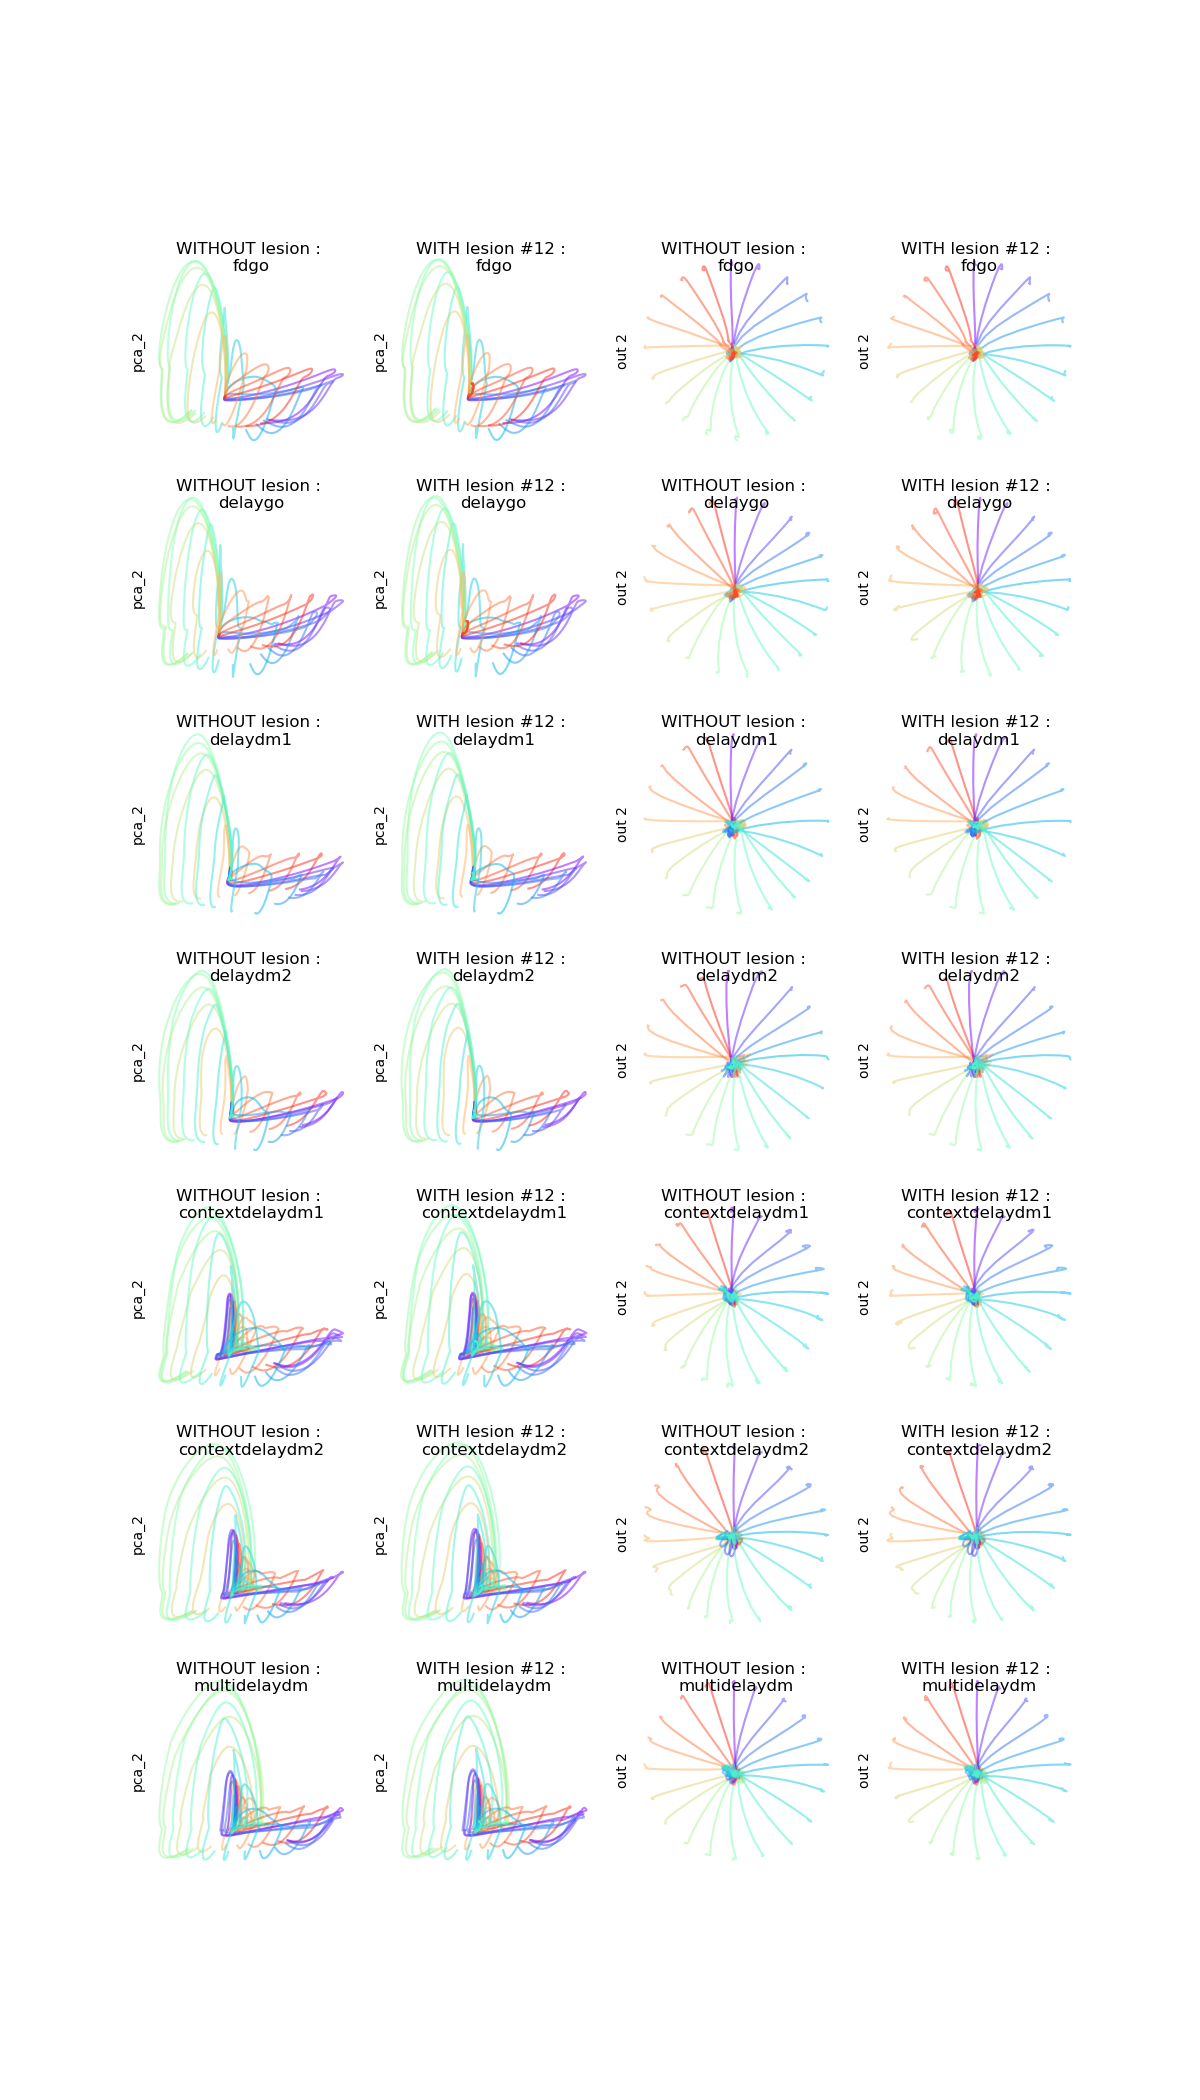 WITHOUT lesion :
fdgo
WITH lesion #12 :
fdgo
WITHOUT lesion :
fdgo
WITH lesion #12 :
fdgo
pca_2
pca_2
out 2
out 2
WITHOUT lesion :
delaygo
WITH lesion #12 :
delaygo
WITHOUT lesion :
delaygo
WITH lesion #12 :
delaygo
pca_2
pca_2
out 2
out 2
WITHOUT lesion :
delaydm1
WITH lesion #12 :
delaydm1
WITHOUT lesion :
delaydm1
WITH lesion #12 :
delaydm1
pca_2
pca_2
out 2
out 2
WITHOUT lesion :
delaydm2
WITH lesion #12 :
delaydm2
WITHOUT lesion :
delaydm2
WITH lesion #12 :
delaydm2
pca_2
pca_2
out 2
out 2
WITHOUT lesion :
contextdelaydm1
WITH lesion #12 :
contextdelaydm1
WITHOUT lesion :
contextdelaydm1
WITH lesion #12 :
contextdelaydm1
pca_2
pca_2
out 2
out 2
WITHOUT lesion :
contextdelaydm2
WITH lesion #12 :
contextdelaydm2
WITHOUT lesion :
contextdelaydm2
WITH lesion #12 :
contextdelaydm2
pca_2
pca_2
out 2
out 2
WITHOUT lesion :
multidelaydm
WITH lesion #12 :
multidelaydm
WITHOUT lesion :
multidelaydm
WITH lesion #12 :
multidelaydm
pca_2
pca_2
out 2
out 2